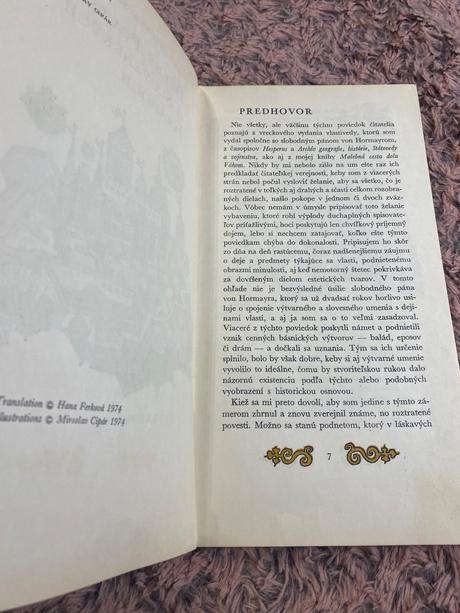 AV CIPÁR
Translation © Hana Ferková 1974
llustrations © Miroslav Cipár 1974
PREDHOVOR
Nie všetky, ale väčšinu týchto poviedok čitatelia
poznajú z vreckového vydania vlastivedy, ktorú som
vydal spoločne so slobodným pánom von Hormayrom,
z časopisov Hesperus a Archív geografie, histórie, štátovedy
a vojenstva, ako aj z mojej knihy Malebná cesta dolu
Váhom. Nikdy by mi nebolo zišlo na um ešte raz ich
predkladať čitateľskej verejnosti, keby som z viacerých
strán nebol počul vysloviť želanie, aby sa všetko, čo je
roztratené v toľkých aj drahých a sčasti celkom rozobra-
ných dielach, našlo pokope v jednom či dvoch zväz-
koch. Vôbec nemám v úmysle pripisovať toto želanie
vybaveniu, ktoré robí výplody duchaplných spisovate-
ľov príťažlivými, hoci poskytujú len chvíľkový príjemný
dojem, lebo si nechcem zatajovať, koľko ešte týmto
poviedkam chýba do dokonalosti. Pripisujem ho skôr
zo dňa na deň rastúcemu, čoraz nadšenejšiemu záujmu
o deje a predmety týkajúce sa vlasti, podnietenému
obrazmi minulosti, aj keď nemotorný štetec pokrivkáva
za dovŕšeným dielom estetických tvarov. V tomto
ohľade nie je bezvýsledné úsilie slobodného pána
von Hormayra, ktorý sa už dvadsať rokov horlivo usi-
luje o spojenie výtvarného a slovesného umenia s deji-
nami vlasti, a aj ja som sa o to veľmi zasadzoval.
Viaceré z týchto poviedok poskytli námet a podnietili
vznik cenných básnických výtvorov — balád, eposov
či drám — a dočkali sa uznania. Tým sa ich určenie
splnilo, bolo by však dobre, keby si aj výtvarné umenie
vyvolilo to ideálne, čomu by stvoriteľskou rukou dalo
názornú existenciu podľa týchto alebo podobných
vyobrazení s historickou osnovou.
Kiež sa mi preto dovolí, aby som jedine s týmto zá-
merom zhrnul a znovu zverejnil známe, no roztratené
povesti. Možno sa stanú podnetom, ktorý v láskavých
7